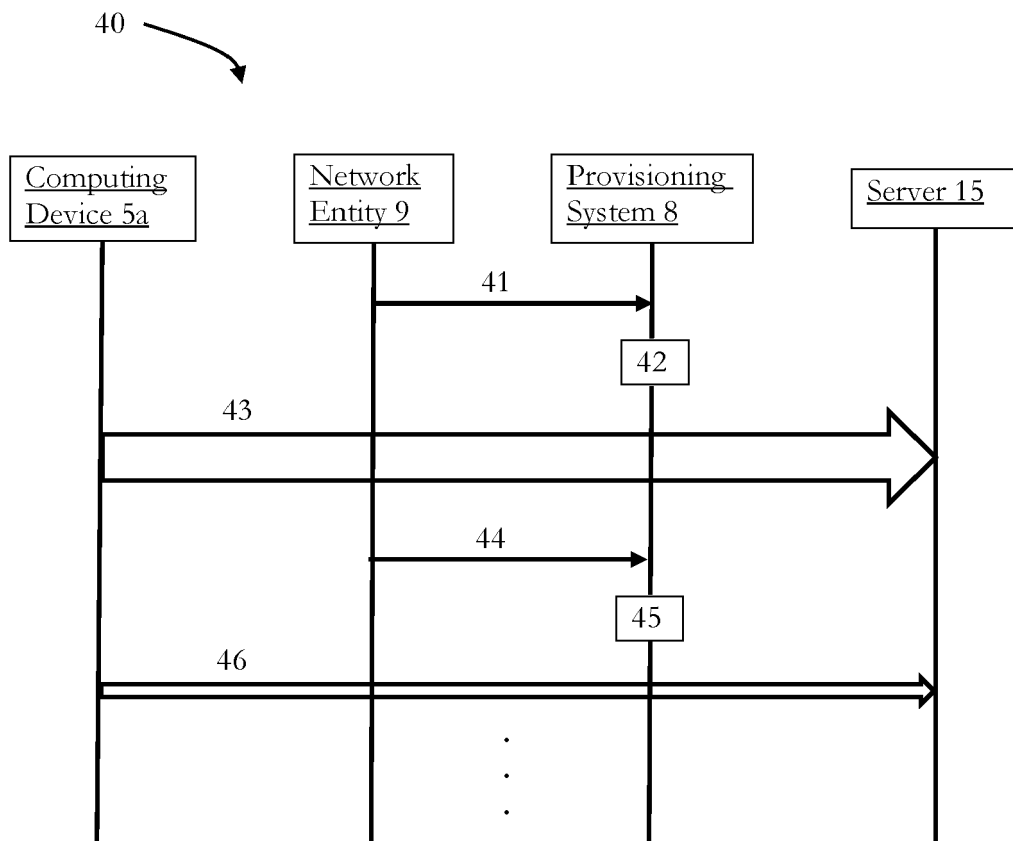 40
Computing
Device 5a
Network
Entity 9
Provisioning
System 8
Server 15
41
42
43
44
45
46